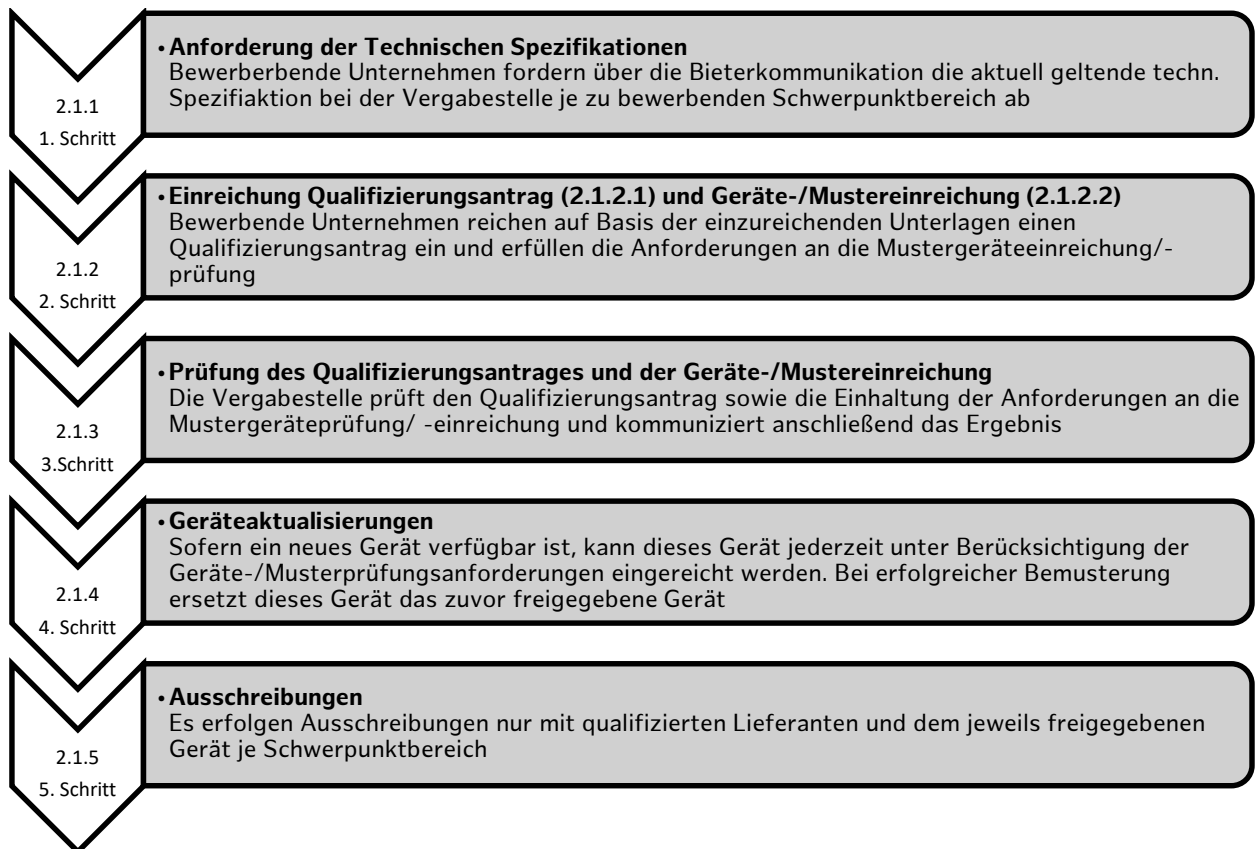 2.1.1
1. Schritt
• Anforderung der Technischen Spezifikationen
Bewerberbende Unternehmen fordern über die Bieterkommunikation die aktuell geltende techn.
Spezifiaktion bei der Vergabestelle je zu bewerbenden Schwerpunktbereich ab
2.1.2
2. Schritt
• Einreichung Qualifizierungsantrag (2.1.2.1) und Geräte-/Mustereinreichung (2.1.2.2)
Bewerbende Unternehmen reichen auf Basis der einzureichenden Unterlagen einen
Qualifizierungsantrag ein und erfüllen die Anforderungen an die Mustergeräteeinreichung/-
prüfung
2.1.3
3.Schritt
• Prüfung des Qualifizierungsantrages und der Geräte-/Mustereinreichung
Die Vergabestelle prüft den Qualifizierungsantrag sowie die Einhaltung der Anforderungen an die
Mustergeräteprüfung/ -einreichung und kommuniziert anschließend das Ergebnis
2.1.4
4. Schritt
• Geräteaktualisierungen
Sofern ein neues Gerät verfügbar ist, kann dieses Gerät jederzeit unter Berücksichtigung der
Geräte-/Musterprüfungsanforderungen eingereicht werden. Bei erfolgreicher Bemusterung
ersetzt dieses Gerät das zuvor freigegebene Gerät
2.1.5
5. Schritt
• Ausschreibungen
Es erfolgen Ausschreibungen nur mit qualifizierten Lieferanten und dem jeweils freigegebenen
Gerät je Schwerpunktbereich